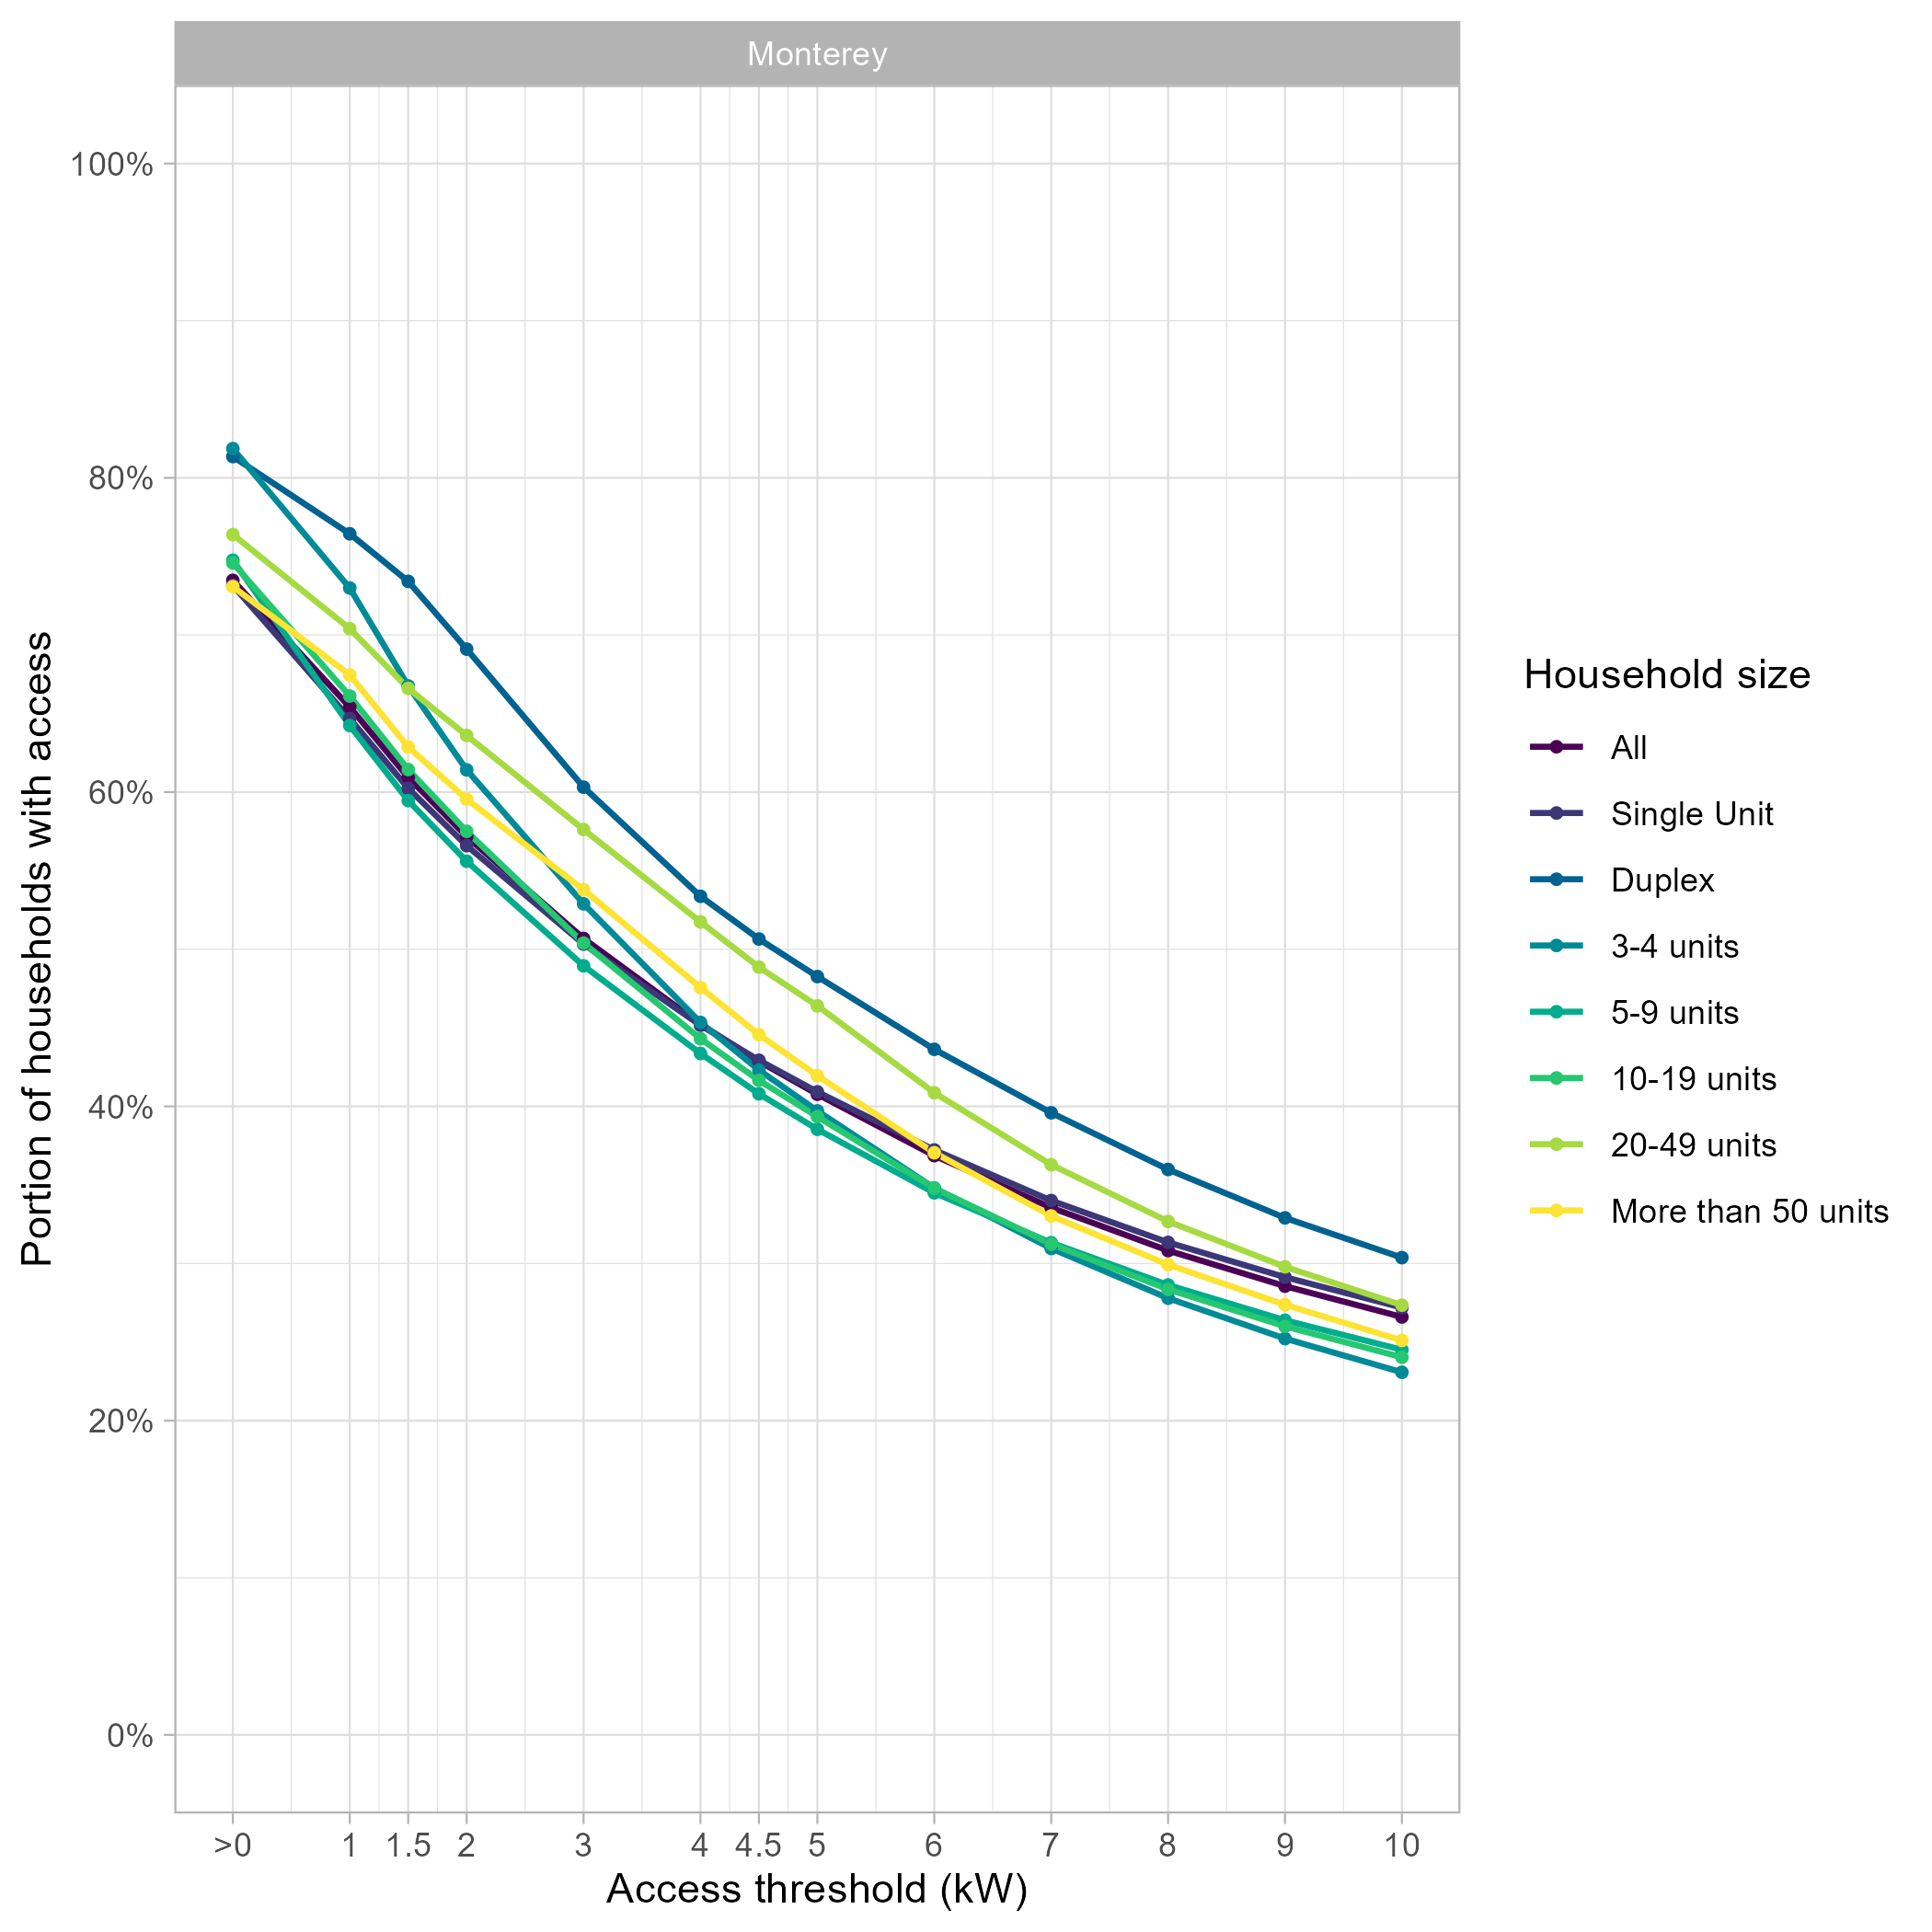 Monterey
100%
80%
60%
40%
20%
0%
Portion of households with access
>0 1 1.5 2 3 4 4.5 5 6 7 8 9 10
Access threshold (kW)
Household size
All
Single Unit
Duplex
3-4 units
5-9 units
10-19 units
20-49 units
More than 50 units